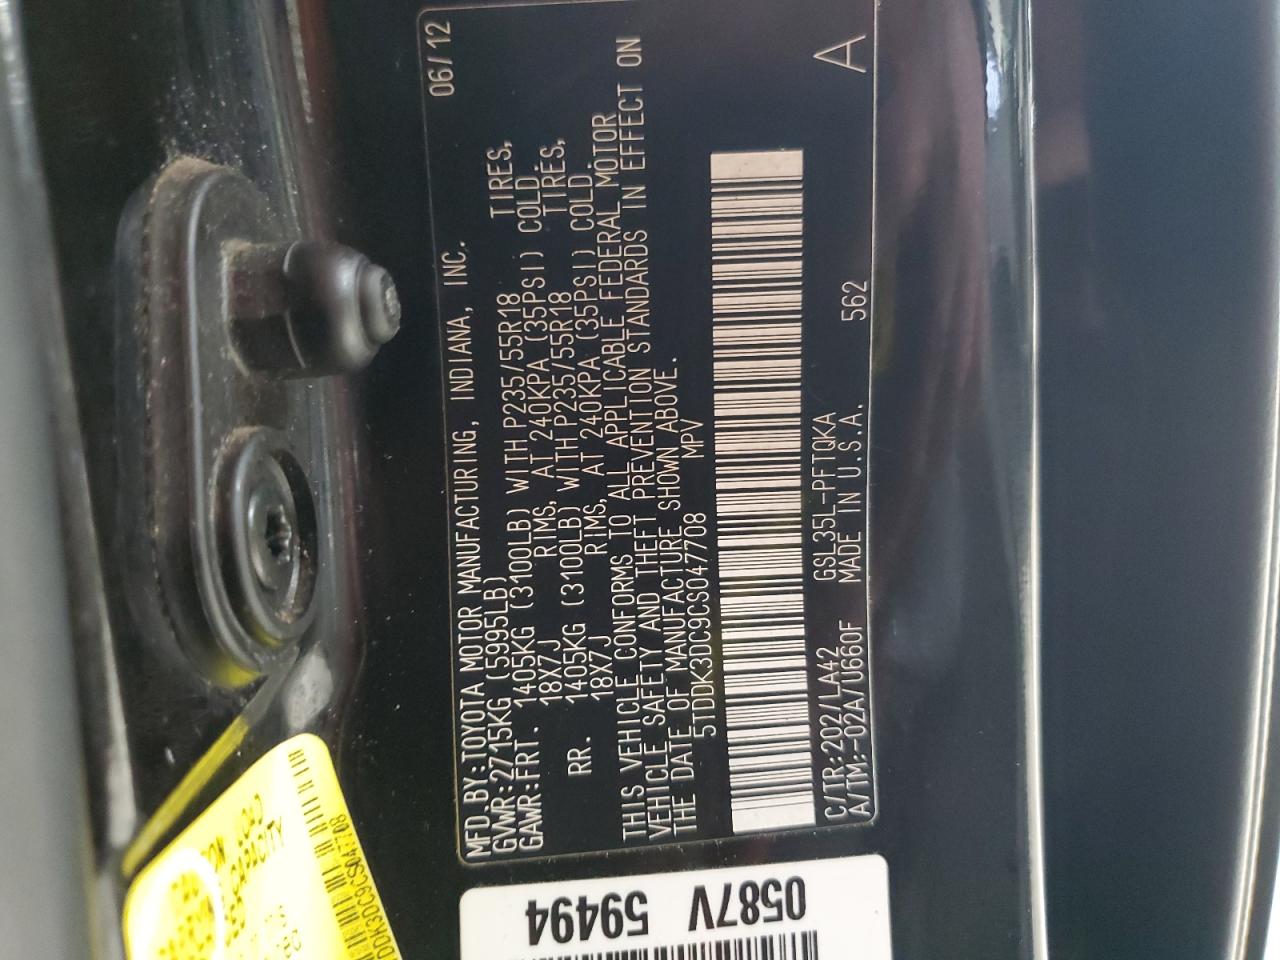 MFD.BY:TOYOTA MOTOR MANUFACTURING, INDIANA, INC. 06/12
GVWR:2715KG (5995LB)
GAWR:FRT. 1405KG (3100LB) WITH P235/55R18 TIRES,
18X7J RIMS, AT 240KPA (35PSI) COLD.
RR. 1405KG (3100LB) WITH P235/55R18 TIRES,
18X7J RIMS, AT 240KPA (35PSI) COLD.
THIS VEHICLE CONFORMS TO AL APPLICABLE FEDERAL MOTOR
VEHICLE SAFETY AND THEFT PREVENTION STANDARDS IN EFFECT ON
THE DATE OF MANUFACTURE SHOWN ABOVE.
5TDDK3DC9CS047708 MPV
C/TR:202/LA42 GSL35L-PFTQKA
A/TM:-02A/U660F MADE IN U.S.A. 562 A
0587V
59494
CAPACITY
DDK3DC9CS047708